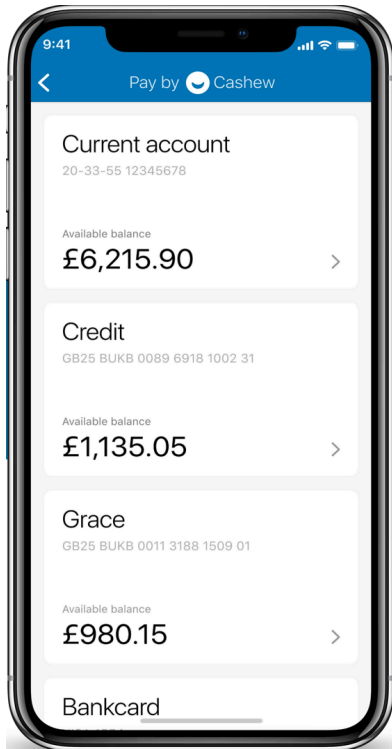 9:41
Pay by Cashew
Current account
20-33-55 12345678
Available balance
£6,215.90
Credit
GB25 BUKB 0089 6918 1002 31
Available balance
£1,135.05
Grace
GB25 BUKB 0011 3188 1509 01
Available balance
£980.15
Bankcard